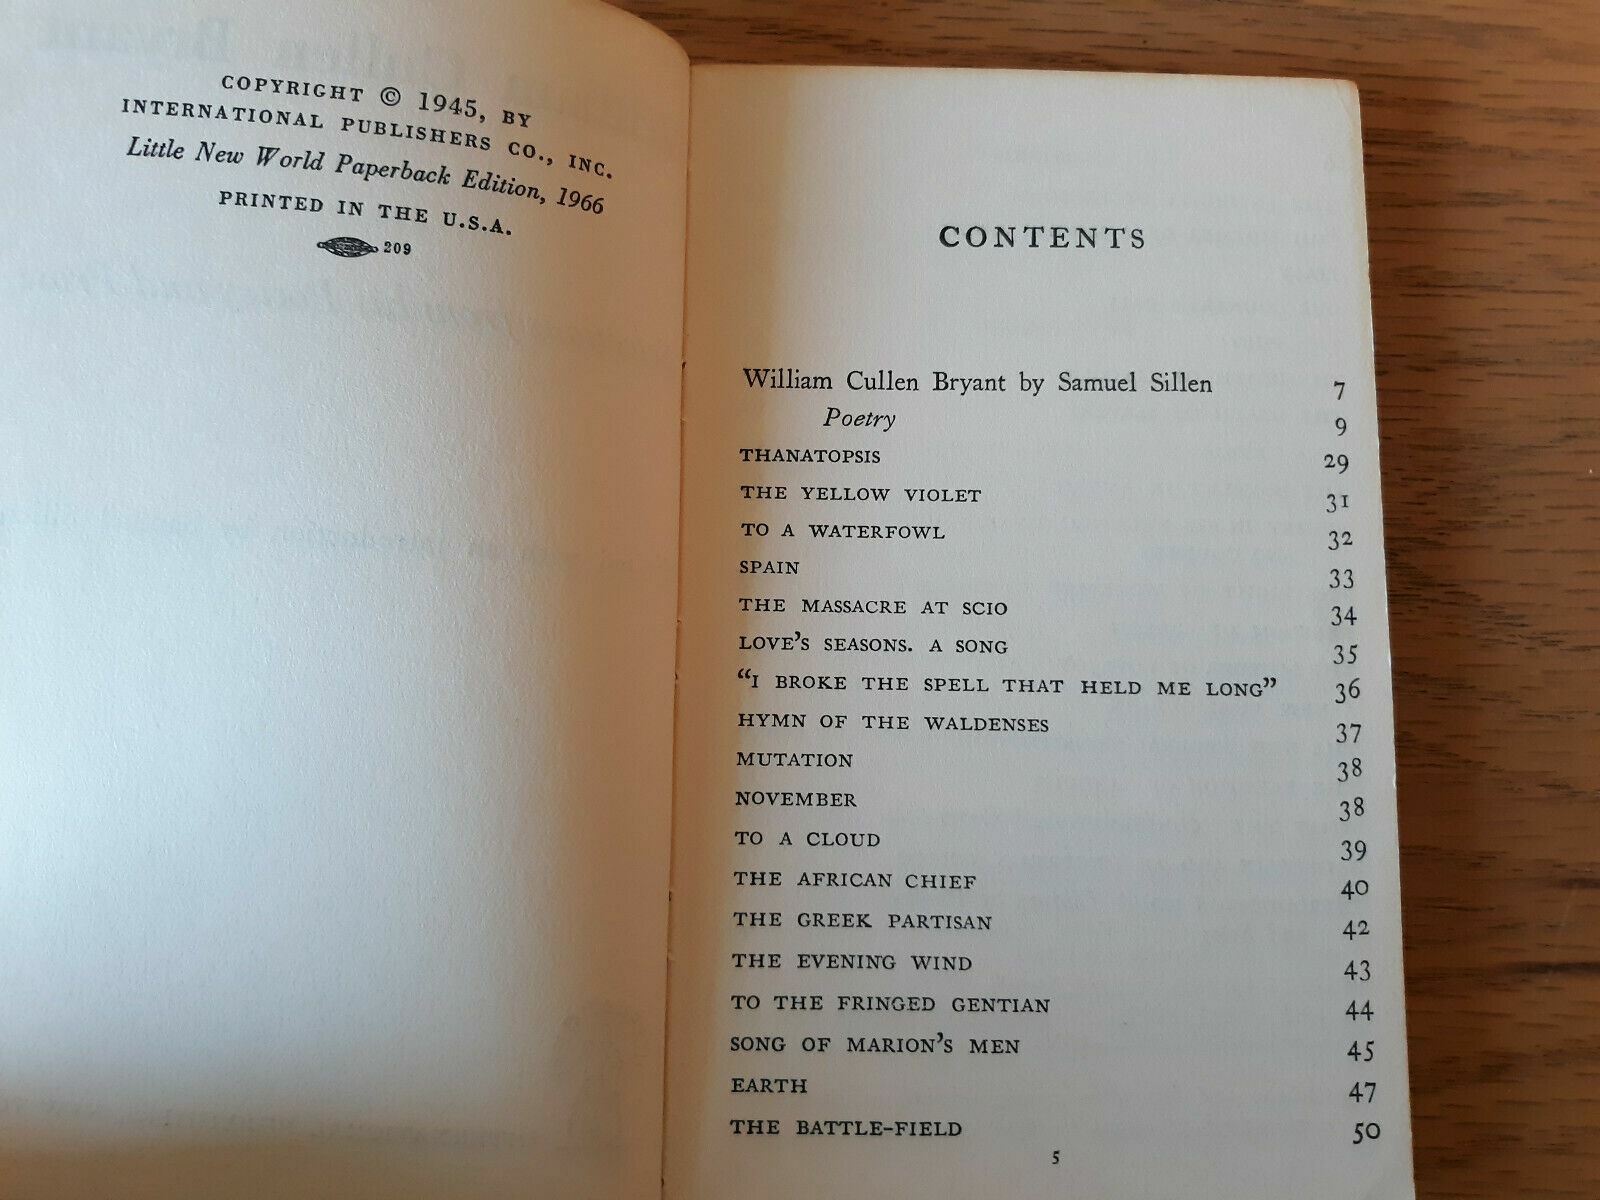 COPYRIGHT © 1945, BY
INTERNATIONAL PUBLISHERS CO., INC.
Little New World Paperback Edition, 1966
PRINTED IN THE U.S.A.
209
CONTENTS
William Cullen Bryant by Samuel Sillen 7
Poetry 9
THANATOPSIS 29
THE YELLOW VIOLET 31
TO A WATERFOWL 32
SPAIN 33
THE MASSACRE AT SCIO 34
LOVE'S SEASONS. A SONG 35
"I BROKE THE SPELL THAT HELD ME LONG" 36
HYMN OF THE WALDENSES 37
MUTATION 38
NOVEMBER 38
TO A CLOUD 39
THE AFRICAN CHIEF 40
THE GREEK PARTISAN 42
THE EVENING WIND 43
TO THE FRINGED GENTIAN 44
SONG OF MARION'S MEN 45
EARTH 47
THE BATTLE-FIELD 50
5